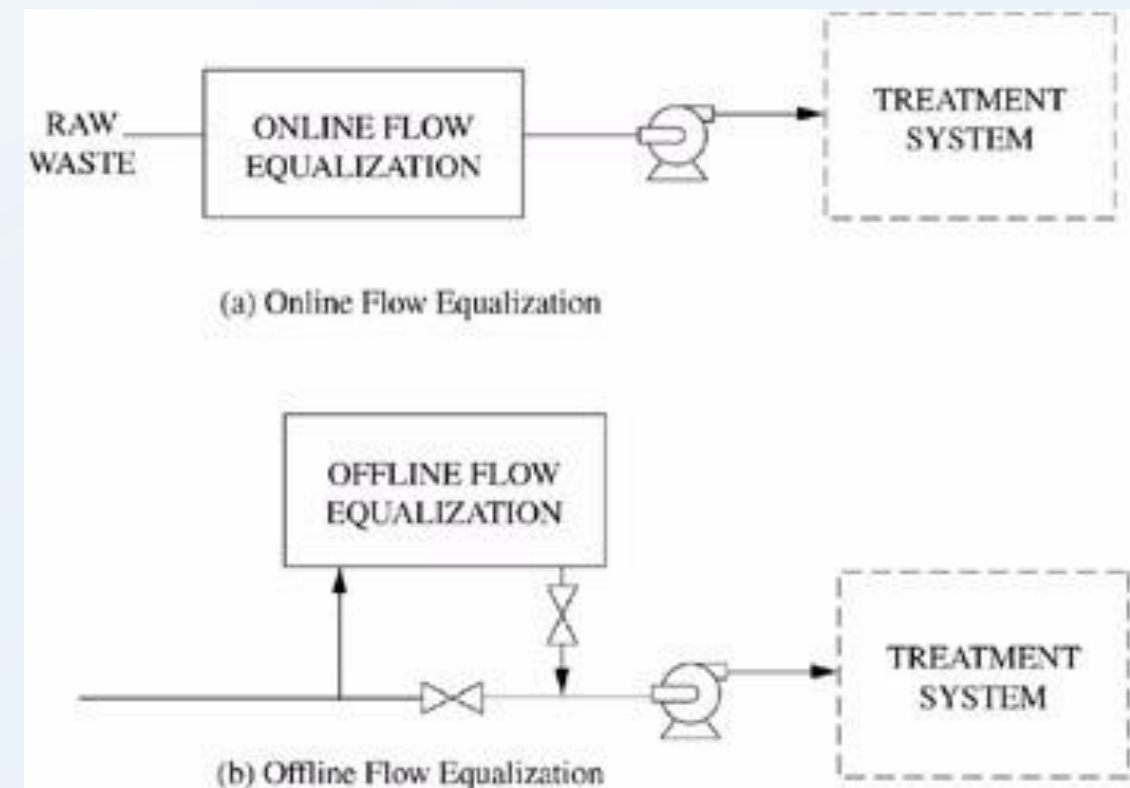 RAW
WASTE
ONLINE FLOW
EQUALIZATION
TREATMENT
SYSTEM
(a) Online Flow Equalization
OFFLINE FLOW
EQUALIZATION
TREATMENT
SYSTEM
(b) Offline Flow Equalization